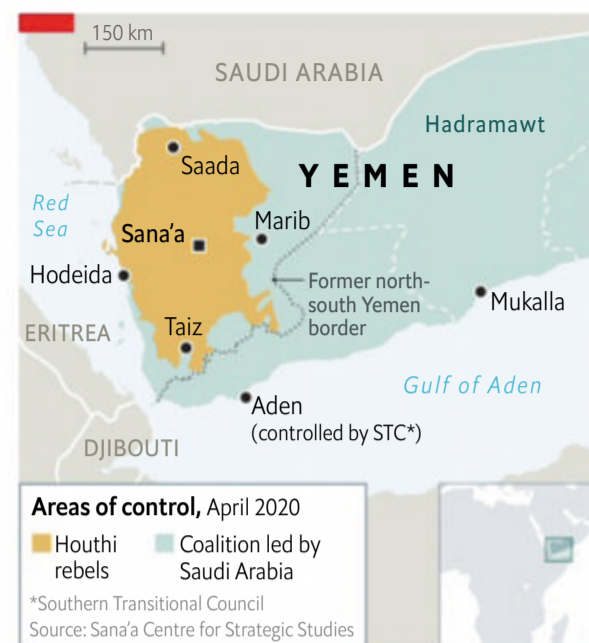 150 km
SAUDI ARABIA
Hadramawt
YEMEN
Saada
Red
Sea
Sana’a
Marib
Hodeida
Former north-
south Yemen
border
Mukalla
ERITREA
Taiz
Gulf of Aden
Aden
(controlled by STC*)
DJIBOUTI
Areas of control, April 2020
Houthi
rebels
Coalition led by
Saudi Arabia
*Southern Transitional Council
Source: Sana’a Centre for Strategic Studies